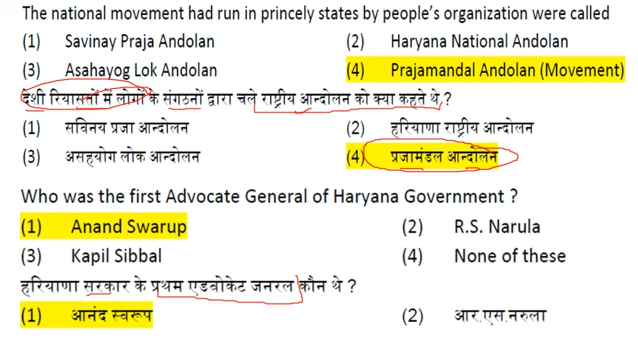 The national movement had run in princely states by people's organization were called
(1) Savinay Praja Andolan (2) Haryana National Andolan
(3) Asahayog Lok Andolan (4) Prajamandal Andolan (Movement)
देशी रियासतों में लोगों के संगठनों द्वारा चले राष्ट्रीय आन्दोलन को क्या कहते थे ?
(1) सविनय प्रजा आन्दोलन (2) हरियाणा राष्ट्रीय आन्दोलन
(3) असहयोग लोक आन्दोलन (4) प्रजामंडल आन्दोलन
Who was the first Advocate General of Haryana Government ?
(1) Anand Swarup (2) R.S. Narula
(3) Kapil Sibbal (4) None of these
हरियाणा सरकार के प्रथम एडवोकेट जनरल कौन थे ?
(1) आनंद स्वरूप (2) आर.एस.नरुला